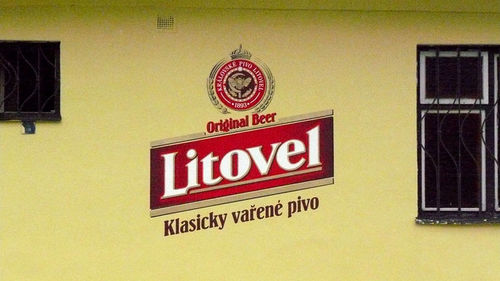 KRÁLOVSKÉ PIVO LITOVEL
1893
Original Beer
Litovel
Klasicky vařené pivo